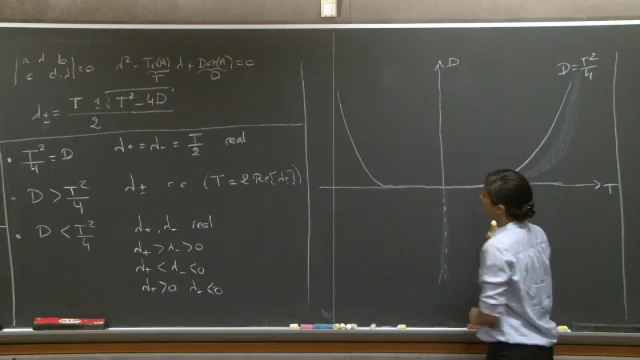 | a-λ b
c d-λ | =0 λ² - Tr(A) λ + Det(A) = 0
T D
λ± = T ± √T² - 4D / 2
• T²/4 = D λ+ = λ- = T/2 real
• D > T²/4 λ± c c (T = 2 Re[λ+])
• D < T²/4 λ+, λ- real
λ+ > λ- > 0
λ+ < λ- < 0
λ+ > 0 λ- < 0
D
D = T²/4
T